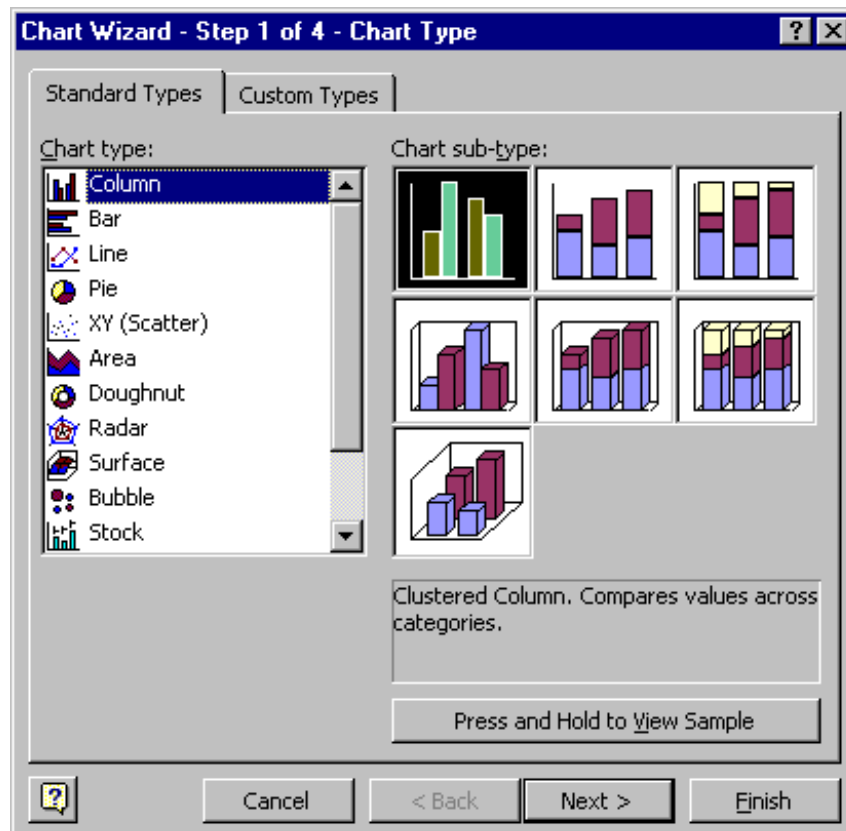 Chart Wizard - Step 1 of 4 - Chart Type
Standard Types
Custom Types
Chart type:
Column
Bar
Line
Pie
XY (Scatter)
Area
Doughnut
Radar
Surface
Bubble
Stock
Chart sub-type:
Clustered Column. Compares values across
categories.
Press and Hold to View Sample
Cancel
< Back
Next >
Finish